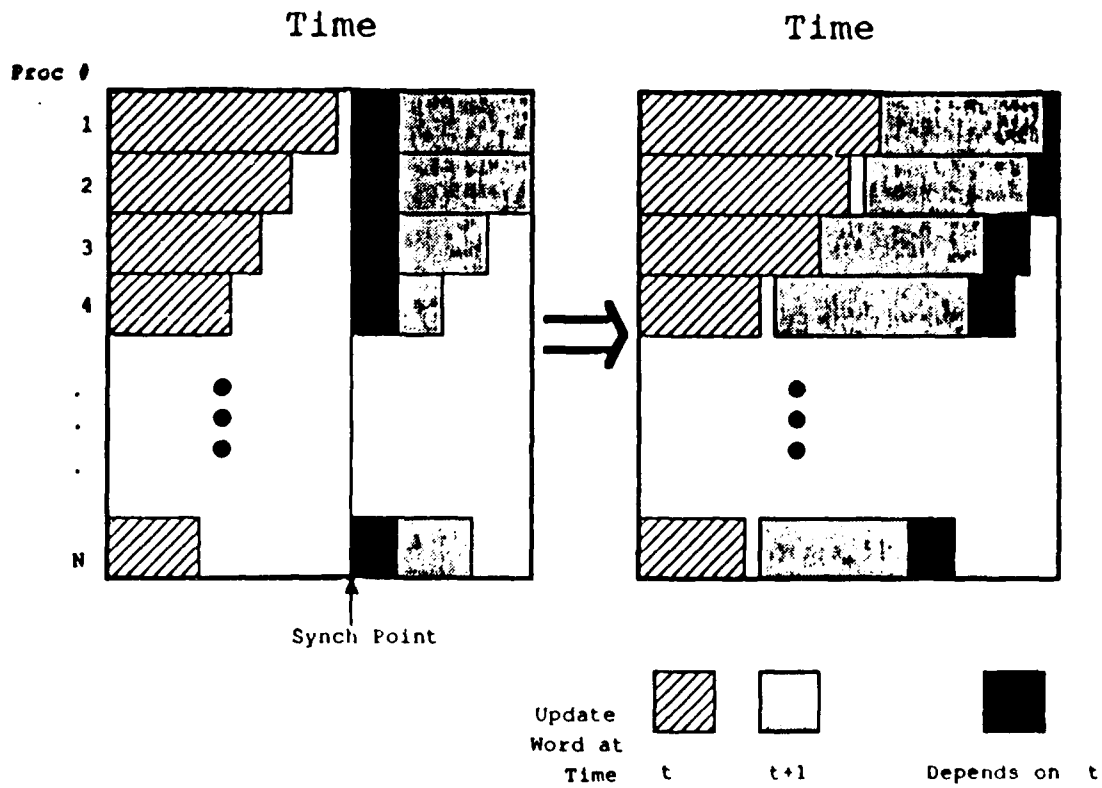 Time
Time
Proc #
1
2
3
4
N
Synch Point
Update
Word at
Time
t
t+1
Depends on t